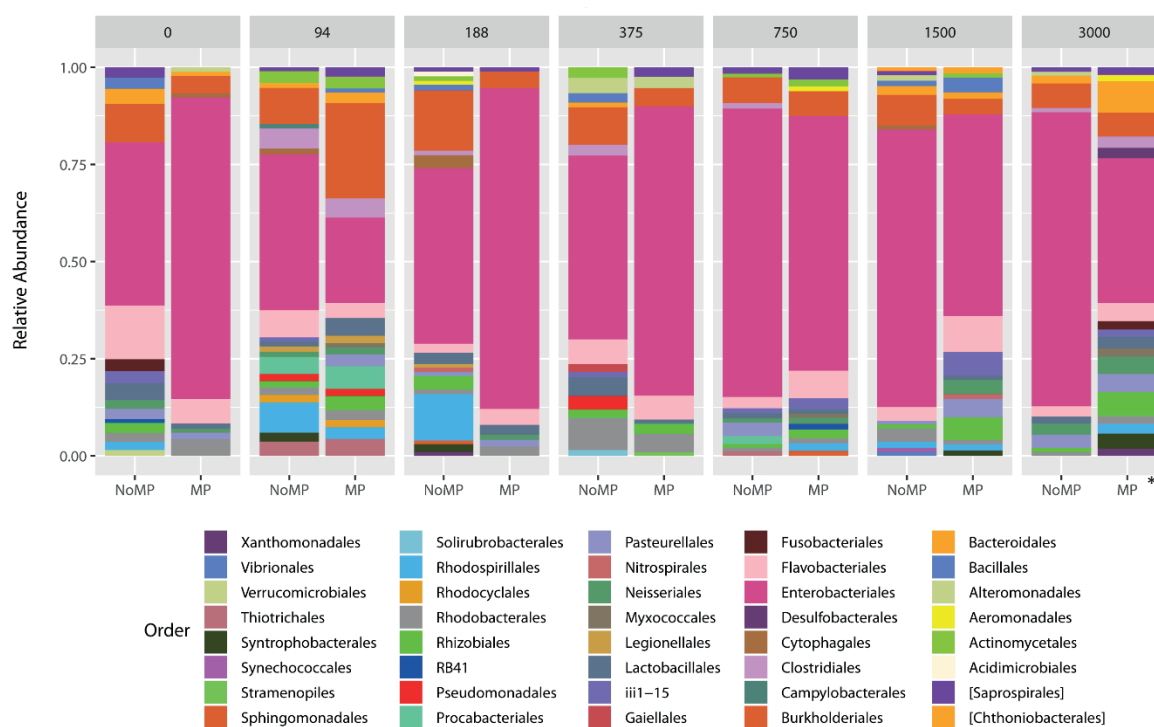 0 94 188 375 750 1500 3000
1.00
0.75
0.50
0.25
0.00
Relative Abundance
NoMP MP NoMP MP NoMP MP NoMP MP NoMP MP NoMP MP NoMP MP *
Order
Xanthomonadales Solirubrobacterales Pasteurellales Fusobacteriales Bacteroidales
Vibrionales Rhodospirillales Nitrospirales Flavobacteriales Bacillales
Verrucomicrobiales Rhodocyclales Neisseriales Enterobacteriales Alteromonadales
Thiotrichales Rhodobacterales Myxococcales Desulfobacterales Aeromonadales
Syntrophobacterales Rhizobiales Legionellales Cytophagales Actinomycetales
Synechococcales RB41 Lactobacillales Clostridiales Acidimicrobiales
Stramenopiles Pseudomonadales iii1−15 Campylobacterales [Saprospirales]
Sphingomonadales Procabacteriales Gaiellales Burkholderiales [Chthoniobacterales]